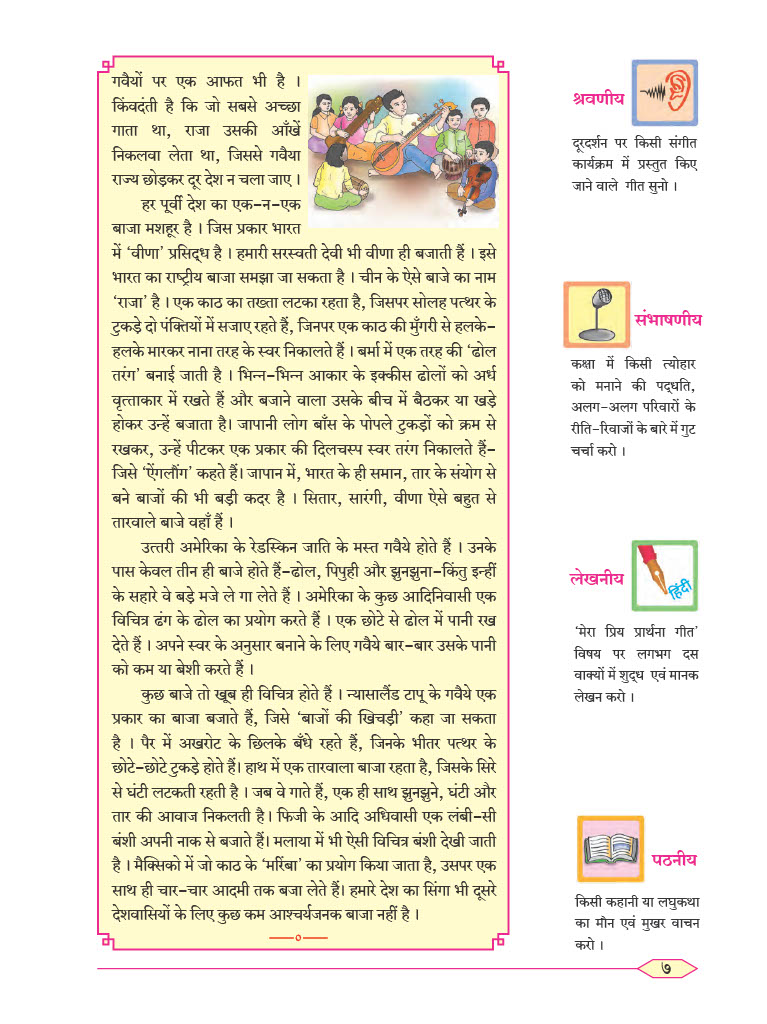 गवैयों पर एक आफत भी है ।
किंवदंती है कि जो सबसे अच्छा
गाता था, राजा उसकी आँखें
निकलवा लेता था, जिससे गवैया
राज्य छोड़कर दूर देश न चला जाए ।
हर पूर्वी देश का एक-न-एक
बाजा मशहूर है । जिस प्रकार भारत
में ‘वीणा’ प्रसिद्ध है । हमारी सरस्वती देवी भी वीणा ही बजाती हैं । इसे
भारत का राष्ट्रीय बाजा समझा जा सकता है । चीन के ऐसे बाजे का नाम
‘राजा’ है । एक काठ का तख्ता लटका रहता है, जिसपर सोलह पत्थर के
टुकड़े दो पंक्तियों में सजाए रहते हैं, जिनपर एक काठ की मुँगरी से हलके-
हलके मारकर नाना तरह के स्वर निकालते हैं । बर्मा में एक तरह की ‘ढोल
तरंग’ बनाई जाती है । भिन्न-भिन्न आकार के इक्कीस ढोलों को अर्ध
वृत्ताकार में रखते हैं और बजाने वाला उसके बीच में बैठकर या खड़े
होकर उन्हें बजाता है। जापानी लोग बाँस के पोपले टुकड़ों को क्रम से
रखकर, उन्हें पीटकर एक प्रकार की दिलचस्प स्वर तरंग निकालते हैं-
जिसे ‘ऐंगलौंग’ कहते हैं। जापान में, भारत के ही समान, तार के संयोग से
बने बाजों की भी बड़ी कदर है । सितार, सारंगी, वीणा ऐसे बहुत से
तारवाले बाजे वहाँ हैं ।
उत्तरी अमेरिका के रेडस्किन जाति के मस्त गवैये होते हैं । उनके
पास केवल तीन ही बाजे होते हैं-ढोल, पिपुही और झुनझुना-किंतु इन्हीं
के सहारे वे बड़े मजे ले गा लेते हैं । अमेरिका के कुछ आदिनिवासी एक
विचित्र ढंग के ढोल का प्रयोग करते हैं । एक छोटे से ढोल में पानी रख
देते हैं । अपने स्वर के अनुसार बनाने के लिए गवैये बार-बार उसके पानी
को कम या बेशी करते हैं ।
कुछ बाजे तो खूब ही विचित्र होते हैं । न्यासालैंड टापू के गवैये एक
प्रकार का बाजा बजाते हैं, जिसे ‘बाजों की खिचड़ी’ कहा जा सकता
है । पैर में अखरोट के छिलके बँधे रहते हैं, जिनके भीतर पत्थर के
छोटे-छोटे टुकड़े होते हैं। हाथ में एक तारवाला बाजा रहता है, जिसके सिरे
से घंटी लटकती रहती है । जब वे गाते हैं, एक ही साथ झुनझुने, घंटी और
तार की आवाज निकलती है। फिजी के आदि अधिवासी एक लंबी-सी
बंशी अपनी नाक से बजाते हैं। मलाया में भी ऐसी विचित्र बंशी देखी जाती
है । मैक्सिको में जो काठ के ‘मरिंबा’ का प्रयोग किया जाता है, उसपर एक
साथ ही चार-चार आदमी तक बजा लेते हैं। हमारे देश का सिंगा भी दूसरे
देशवासियों के लिए कुछ कम आश्चर्यजनक बाजा नहीं है ।
श्रवणीय
दूरदर्शन पर किसी संगीत
कार्यक्रम में प्रस्तुत किए
जाने वाले गीत सुनो ।
संभाषणीय
कक्षा में किसी त्योहार
को मनाने की पद्धति,
अलग-अलग परिवारों के
रीति-रिवाजों के बारे में गुट
चर्चा करो ।
लेखनीय
हिंदी
‘मेरा प्रिय प्रार्थना गीत’
विषय पर लगभग दस
वाक्यों में शुद्ध एवं मानक
लेखन करो ।
पठनीय
किसी कहानी या लघुकथा
का मौन एवं मुखर वाचन
करो ।
७